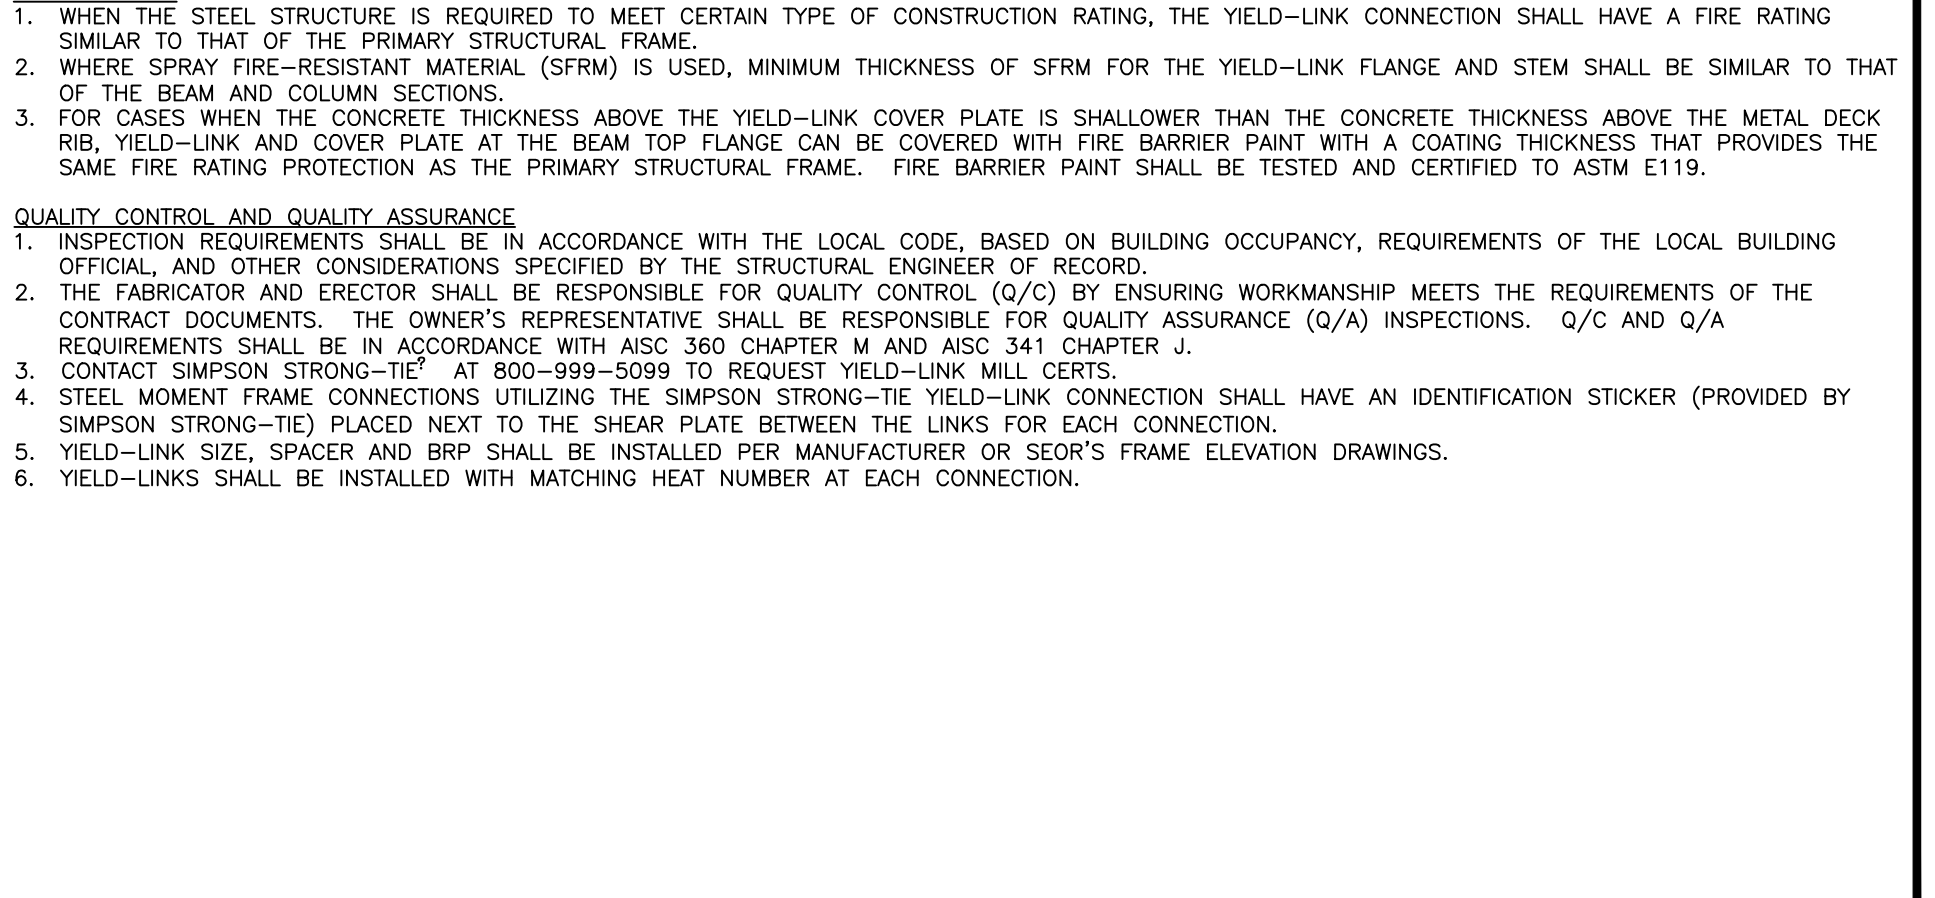 1. WHEN THE STEEL STRUCTURE IS REQUIRED TO MEET CERTAIN TYPE OF CONSTRUCTION RATING, THE YIELD-LINK CONNECTION SHALL HAVE A FIRE RATING
SIMILAR TO THAT OF THE PRIMARY STRUCTURAL FRAME.
2. WHERE SPRAY FIRE-RESISTANT MATERIAL (SFRM) IS USED, MINIMUM THICKNESS OF SFRM FOR THE YIELD-LINK FLANGE AND STEM SHALL BE SIMILAR TO THAT
OF THE BEAM AND COLUMN SECTIONS.
3. FOR CASES WHEN THE CONCRETE THICKNESS ABOVE THE YIELD-LINK COVER PLATE IS SHALLOWER THAN THE CONCRETE THICKNESS ABOVE THE METAL DECK
RIB, YIELD-LINK AND COVER PLATE AT THE BEAM TOP FLANGE CAN BE COVERED WITH FIRE BARRIER PAINT WITH A COATING THICKNESS THAT PROVIDES THE
SAME FIRE RATING PROTECTION AS THE PRIMARY STRUCTURAL FRAME. FIRE BARRIER PAINT SHALL BE TESTED AND CERTIFIED TO ASTM E119.
QUALITY CONTROL AND QUALITY ASSURANCE
1. INSPECTION REQUIREMENTS SHALL BE IN ACCORDANCE WITH THE LOCAL CODE, BASED ON BUILDING OCCUPANCY, REQUIREMENTS OF THE LOCAL BUILDING
OFFICIAL, AND OTHER CONSIDERATIONS SPECIFIED BY THE STRUCTURAL ENGINEER OF RECORD.
2. THE FABRICATOR AND ERECTOR SHALL BE RESPONSIBLE FOR QUALITY CONTROL (Q/C) BY ENSURING WORKMANSHIP MEETS THE REQUIREMENTS OF THE
CONTRACT DOCUMENTS. THE OWNER'S REPRESENTATIVE SHALL BE RESPONSIBLE FOR QUALITY ASSURANCE (Q/A) INSPECTIONS. Q/C AND Q/A
REQUIREMENTS SHALL BE IN ACCORDANCE WITH AISC 360 CHAPTER M AND AISC 341 CHAPTER J.
3. CONTACT SIMPSON STRONG-TIE? AT 800-999-5099 TO REQUEST YIELD-LINK MILL CERTS.
4. STEEL MOMENT FRAME CONNECTIONS UTILIZING THE SIMPSON STRONG-TIE YIELD-LINK CONNECTION SHALL HAVE AN IDENTIFICATION STICKER (PROVIDED BY
SIMPSON STRONG-TIE) PLACED NEXT TO THE SHEAR PLATE BETWEEN THE LINKS FOR EACH CONNECTION.
5. YIELD-LINK SIZE, SPACER AND BRP SHALL BE INSTALLED PER MANUFACTURER OR SEOR'S FRAME ELEVATION DRAWINGS.
6. YIELD-LINKS SHALL BE INSTALLED WITH MATCHING HEAT NUMBER AT EACH CONNECTION.